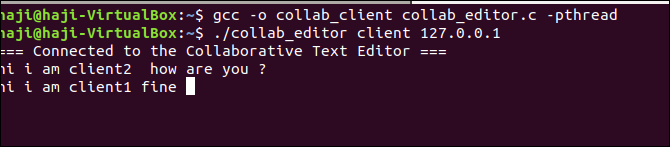 haji@haji-VirtualBox:~$ gcc -o collab_client collab_editor.c -pthread
haji@haji-VirtualBox:~$ ./collab_editor client 127.0.0.1
=== Connected to the Collaborative Text Editor ===
hi i am client2  how are you ?
hi i am client1 fine